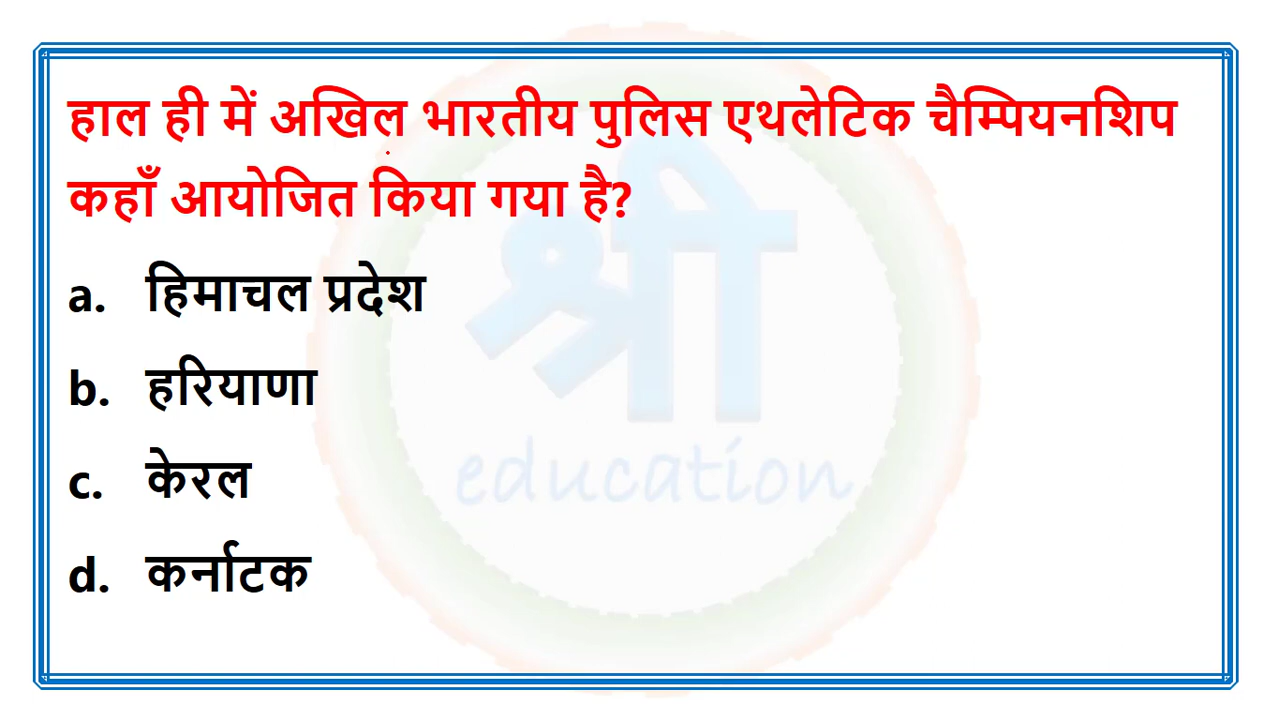 हाल ही में अखिल भारतीय पुलिस एथलेटिक चैम्पियनशिप
कहाँ आयोजित किया गया है?
a. हिमाचल प्रदेश
b. हरियाणा
c. केरल
d. कर्नाटक
श्री
education